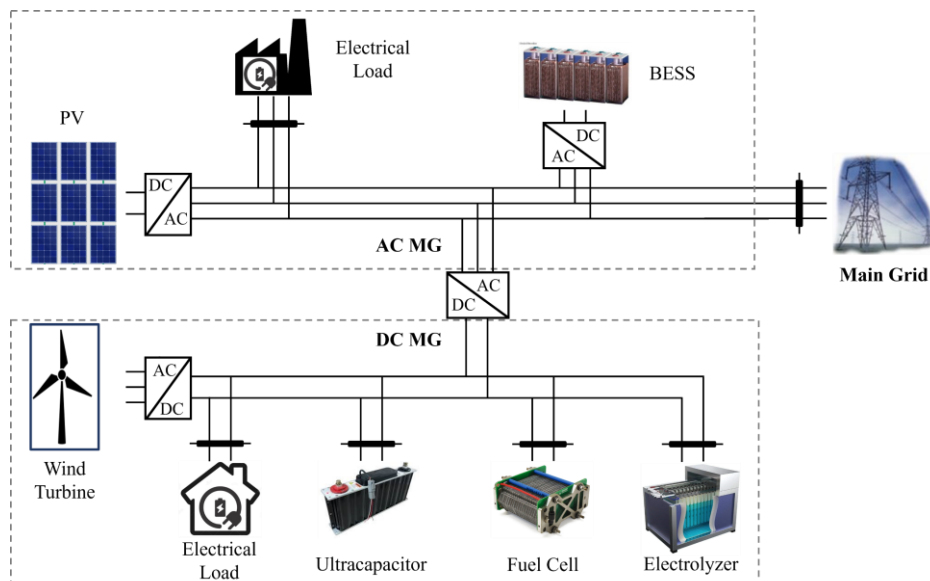 Electrical
Load
BESS
PV
DC
AC
DC
AC
AC MG
Main Grid
AC
DC
DC MG
AC
DC
Wind
Turbine
Electrical
Load
Ultracapacitor
Fuel Cell
Electrolyzer